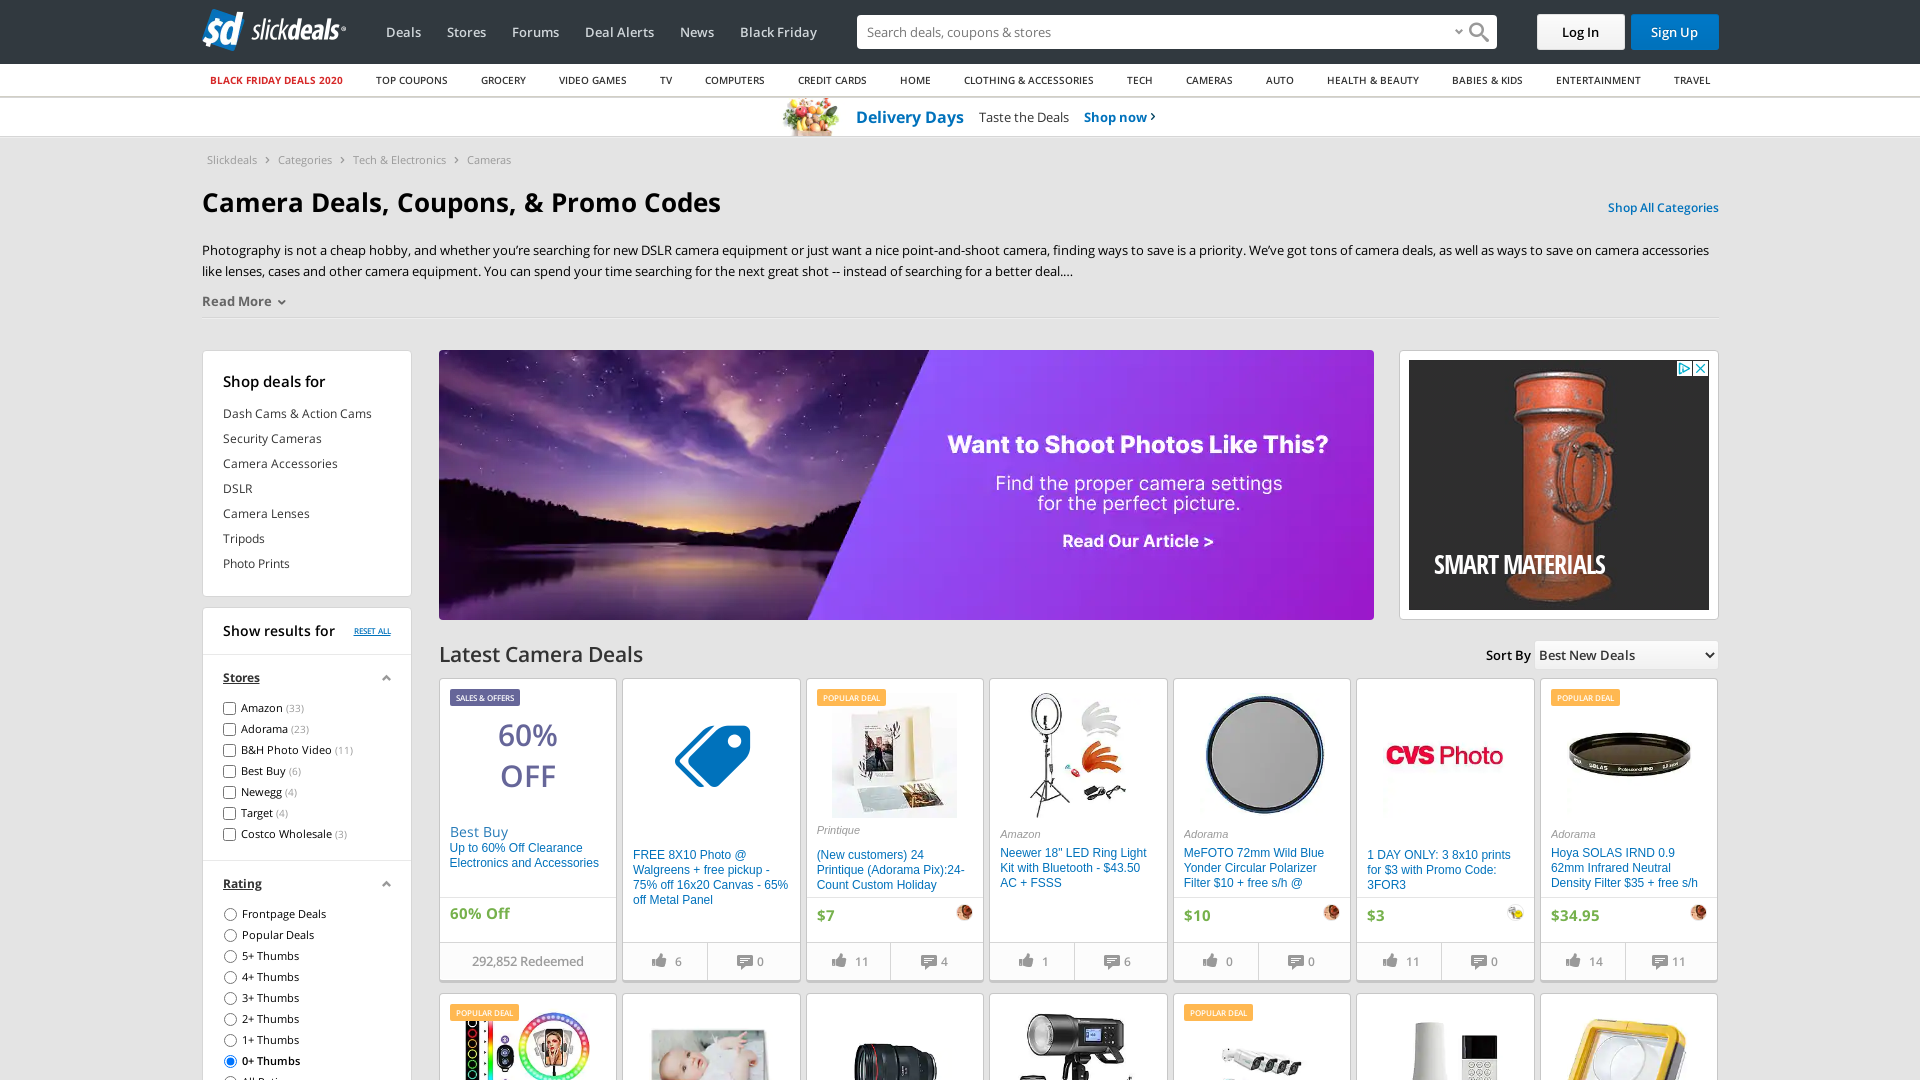 slickdeals
Deals
Stores
Forums
Deal Alerts
News
Black Friday
Search deals, coupons & stores
Log In
Sign Up
BLACK FRIDAY DEALS 2020
TOP COUPONS
GROCERY
VIDEO GAMES
TV
COMPUTERS
CREDIT CARDS
HOME
CLOTHING & ACCESSORIES
TECH
CAMERAS
AUTO
HEALTH & BEAUTY
BABIES & KIDS
ENTERTAINMENT
TRAVEL
Delivery Days Taste the Deals Shop now
Slickdeals > Categories > Tech & Electronics > Cameras
Camera Deals, Coupons, & Promo Codes
Shop All Categories
Photography is not a cheap hobby, and whether you’re searching for new DSLR camera equipment or just want a nice point-and-shoot camera, finding ways to save is a priority. We’ve got tons of camera deals, as well as ways to save on camera accessories
like lenses, cases and other camera equipment. You can spend your time searching for the next great shot -- instead of searching for a better deal....
Read More
Shop deals for
Dash Cams & Action Cams
Security Cameras
Camera Accessories
DSLR
Camera Lenses
Tripods
Photo Prints
Want to Shoot Photos Like This?
Find the proper camera settings
for the perfect picture.
Read Our Article >
SMART MATERIALS
Show results for RESET ALL
Stores
Amazon (33)
Adorama (23)
B&H Photo Video (11)
Best Buy (6)
Newegg (4)
Target (4)
Costco Wholesale (3)
Rating
Frontpage Deals
Popular Deals
5+ Thumbs
4+ Thumbs
3+ Thumbs
2+ Thumbs
1+ Thumbs
0+ Thumbs
Latest Camera Deals
Sort By Best New Deals
SALES & OFFERS
60%
OFF
Best Buy
Up to 60% Off Clearance
Electronics and Accessories
60% Off
292,852 Redeemed
FREE 8X10 Photo @
Walgreens + free pickup -
75% off 16x20 Canvas - 65%
off Metal Panel
6
0
POPULAR DEAL
Printique
(New customers) 24
Printique (Adorama Pix):24-
Count Custom Holiday
$7
11
4
Amazon
Neewer 18" LED Ring Light
Kit with Bluetooth - $43.50
AC + FSSS
1
6
Adorama
MeFOTO 72mm Wild Blue
Yonder Circular Polarizer
Filter $10 + free s/h @
$10
0
0
CVS Photo
1 DAY ONLY: 3 8x10 prints
for $3 with Promo Code:
3FOR3
$3
11
0
POPULAR DEAL
Adorama
Hoya SOLAS IRND 0.9
62mm Infrared Neutral
Density Filter $35 + free s/h
$34.95
14
11
POPULAR DEAL
POPULAR DEAL